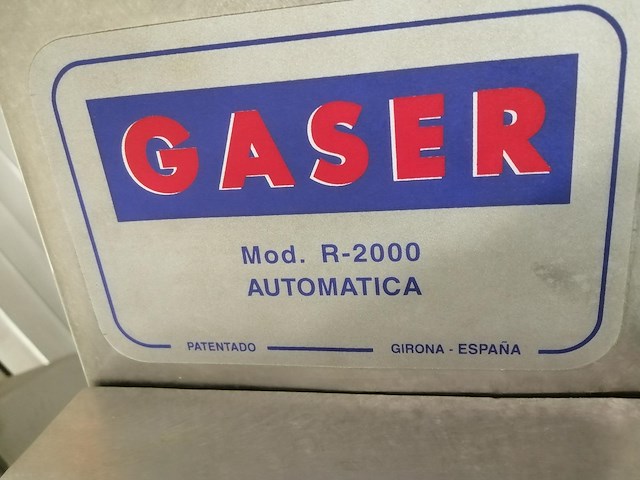 GASER
Mod. R-2000
AUTOMATICA
PATENTADO GIRONA - ESPAÑA